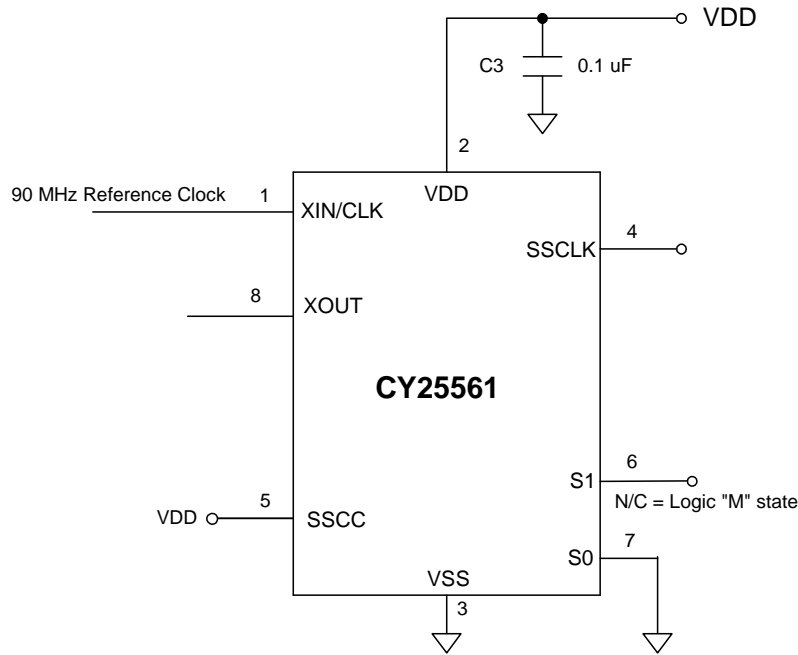 VDD
C3 0.1 uF
2
90 MHz Reference Clock 1
VDD
XIN/CLK
4
SSCLK
8
XOUT
CY25561
6
S1
N/C = Logic "M" state
5
VDD SSCC
7
S0
VSS
3